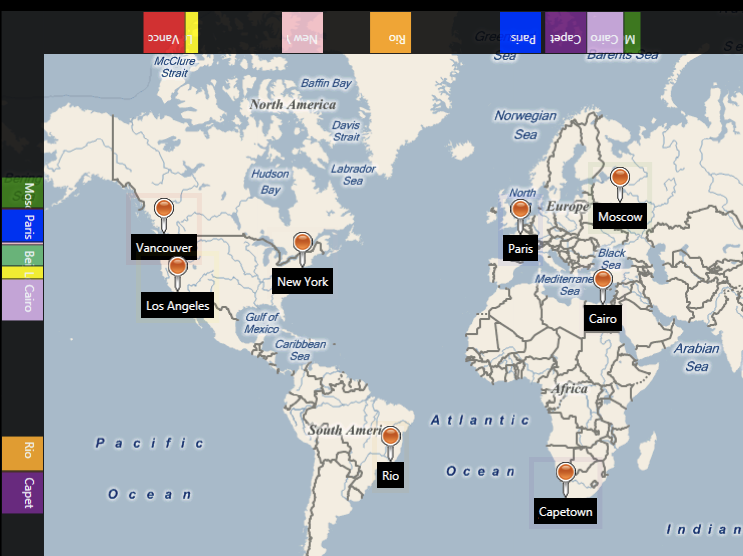 Vanco
L
New
Rio
Paris
Capet
Cairo
M
Sea
Barents Sea
McClure
Strait
Baffin Bay
North America
Davis
Strait
Norwegian
Sea
Hudson
Bay
Labrador
Sea
North
Europe
Mosc
Paris
Be
L
Cairo
Rio
Capet
Vancouver
Moscow
Paris
Black
Sea
New York
Los Angeles
Mediterranean
Sea
Cairo
Gulf of
Mexico
Caribbean
Sea
Arabian
Sea
Africa
South America
Atlantic
Ocean
Pacific
Ocean
Rio
Capetown
Indian